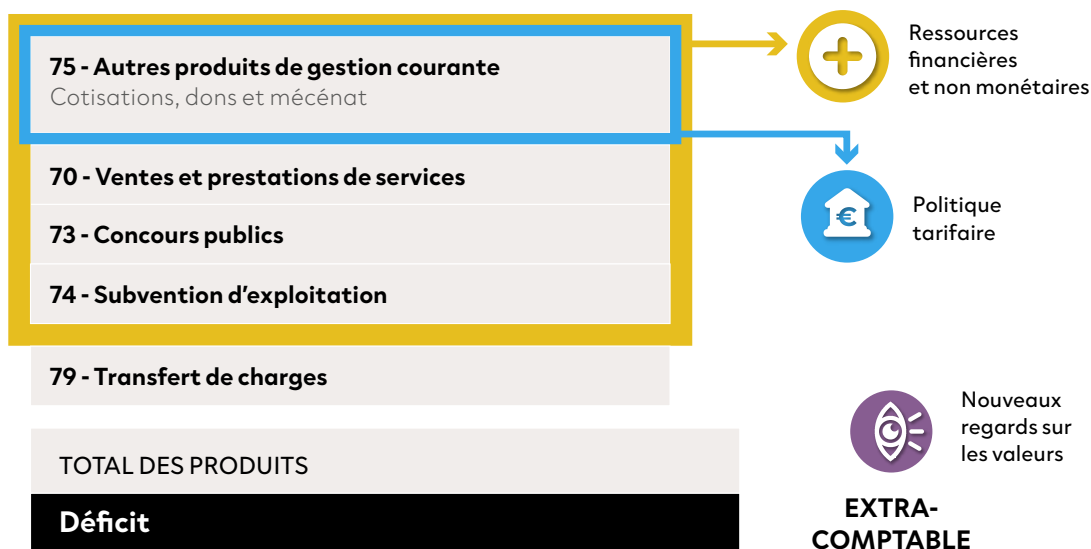 75 - Autres produits de gestion courante
Cotisations, dons et mécénat
70 - Ventes et prestations de services
73 - Concours publics
74 - Subvention d'exploitation
79 - Transfert de charges
TOTAL DES PRODUITS
Déficit
Ressources
financières
et non monétaires
€
Politique
tarifaire
Nouveaux
regards sur
les valeurs
EXTRA-
COMPTABLE